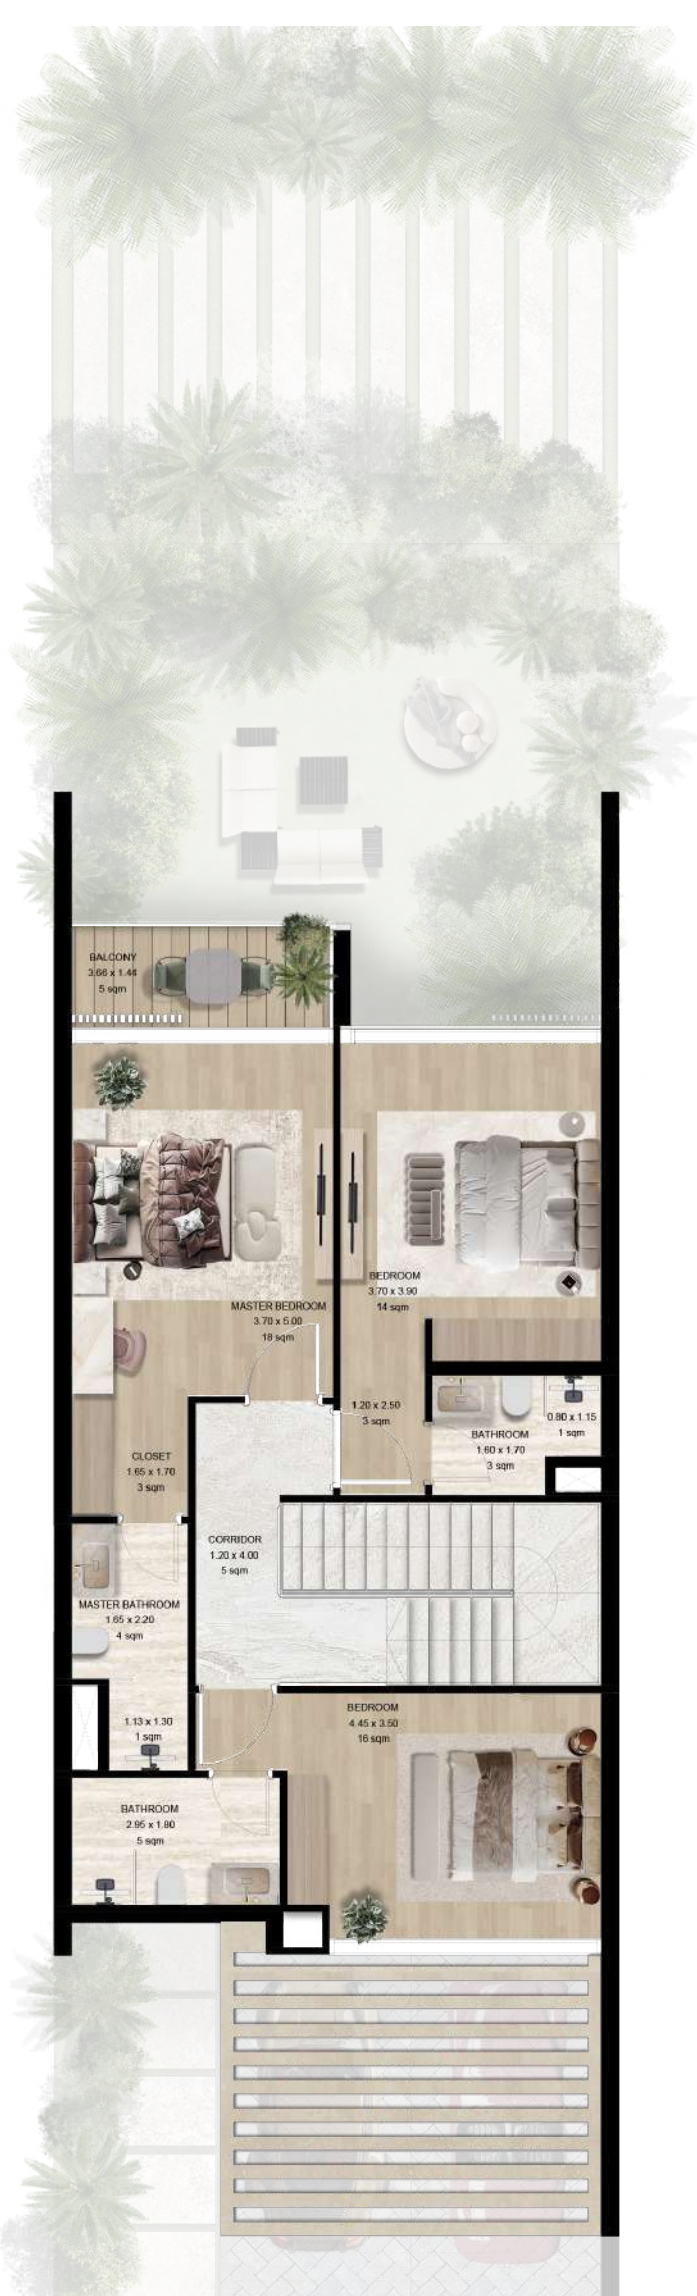 BALCONY
3.66 x 1.44
5 sqm
BEDROOM
3.70 x 3.90
14 sqm
MASTER BEDROOM
3.70 x 5.00
18 sqm
1.20 x 2.50
3 sqm
0.80 x 1.15
1 sqm
BATHROOM
1.60 x 1.70
3 sqm
CLOSET
1.65 x 1.70
3 sqm
CORRIDOR
1.20 x 4.00
5 sqm
MASTER BATHROOM
1.65 x 2.20
4 sqm
BEDROOM
4.45 x 3.50
16 sqm
1.13 x 1.30
1 sqm
BATHROOM
2.95 x 1.80
5 sqm